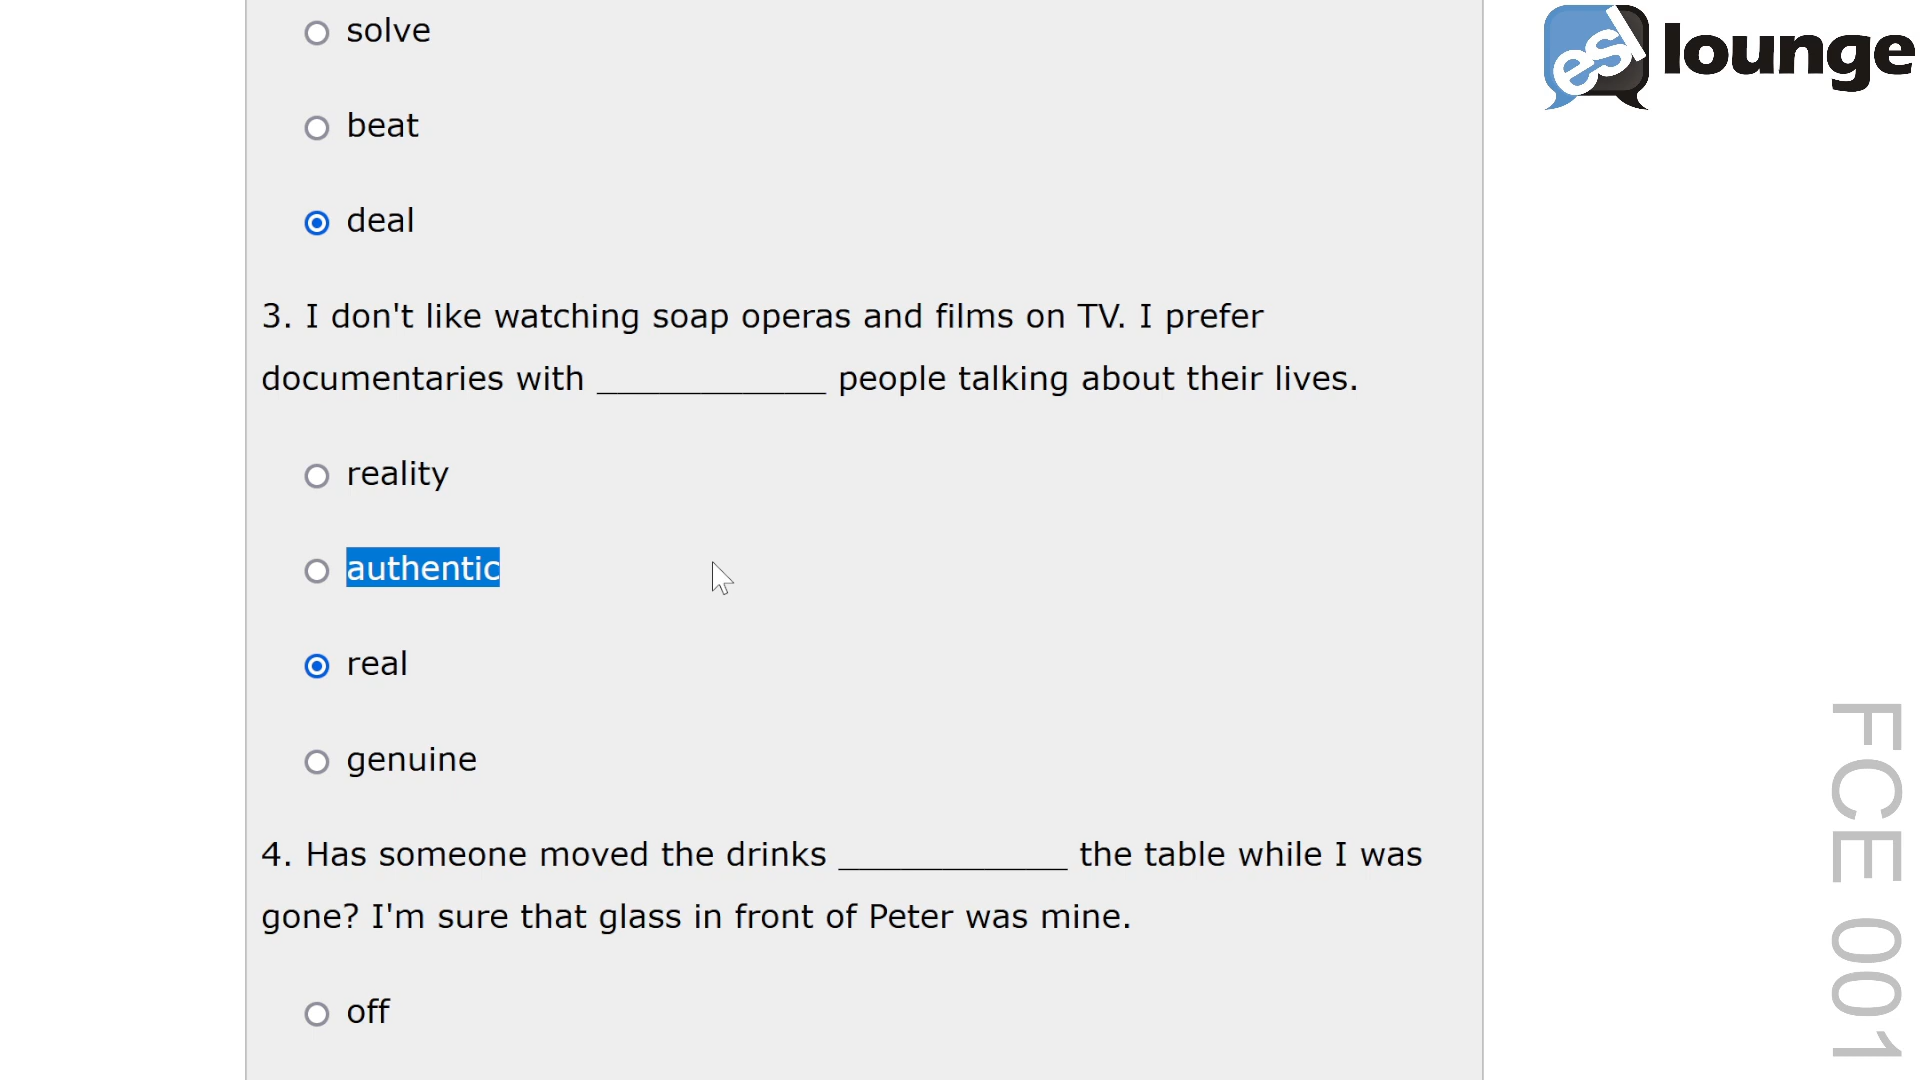 solve
esl lounge
beat
deal
3. I don't like watching soap operas and films on TV. I prefer
documentaries with ____________ people talking about their lives.
reality
authentic
real
genuine
4. Has someone moved the drinks ____________ the table while I was
gone? I'm sure that glass in front of Peter was mine.
off
FCE 001